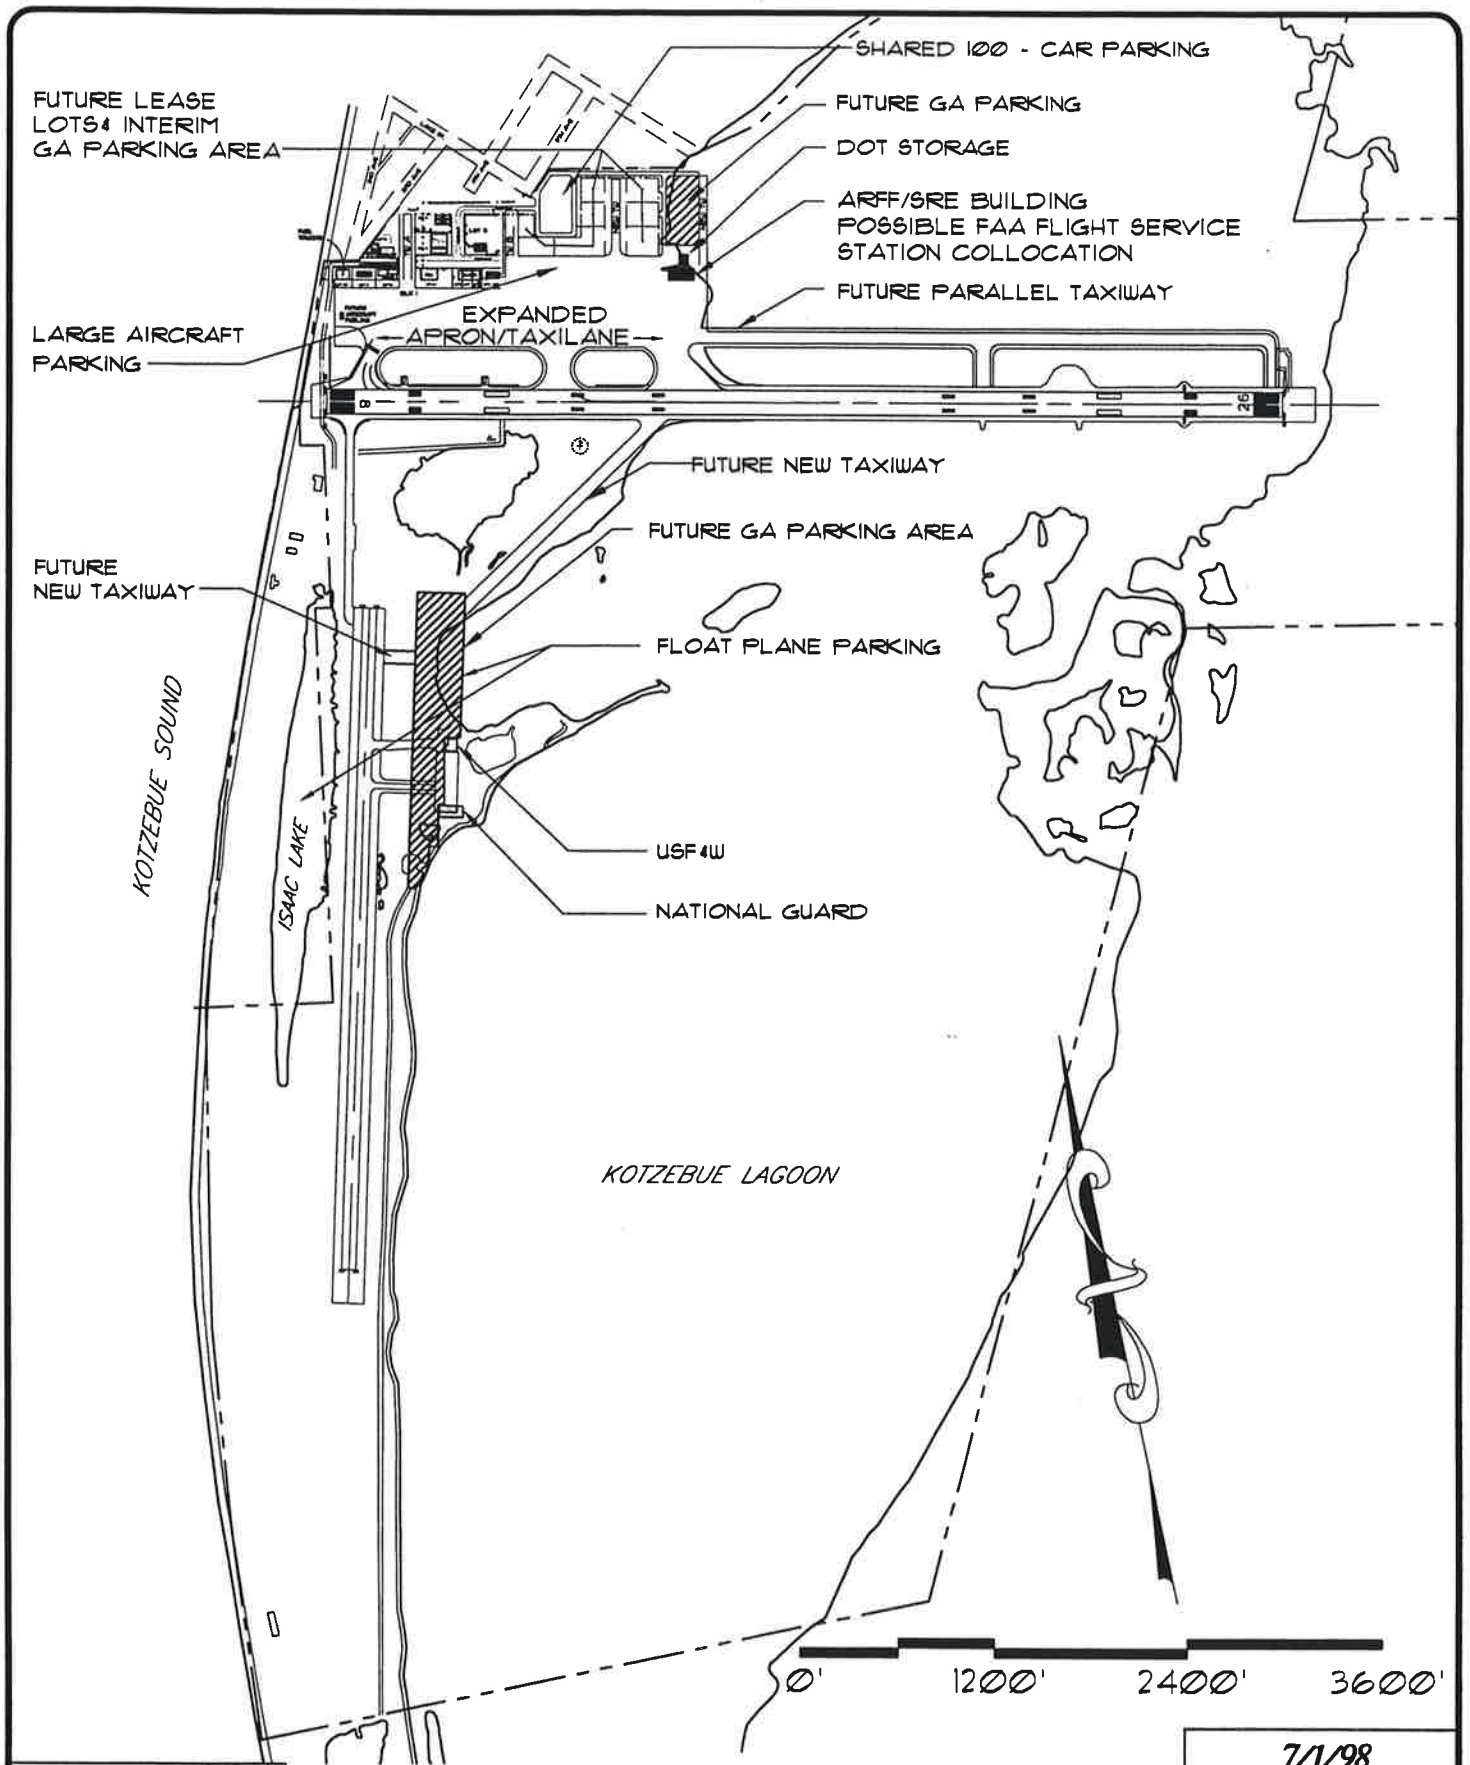 SHARED 100 - CAR PARKING
FUTURE LEASE
LOTS& INTERIM
GA PARKING AREA
FUTURE GA PARKING
DOT STORAGE
ARFF/SRE BUILDING
POSSIBLE FAA FLIGHT SERVICE
STATION COLLOCATION
FUTURE PARALLEL TAXIWAY
LARGE AIRCRAFT
PARKING
EXPANDED
APRON/TAXILANE
8
26
FUTURE NEW TAXIWAY
FUTURE GA PARKING AREA
FUTURE
NEW TAXIWAY
FLOAT PLANE PARKING
KOTZEBUE SOUND
ISAAC LAKE
USF&W
NATIONAL GUARD
KOTZEBUE LAGOON
0'
1200'
2400'
3600'
7/1/98